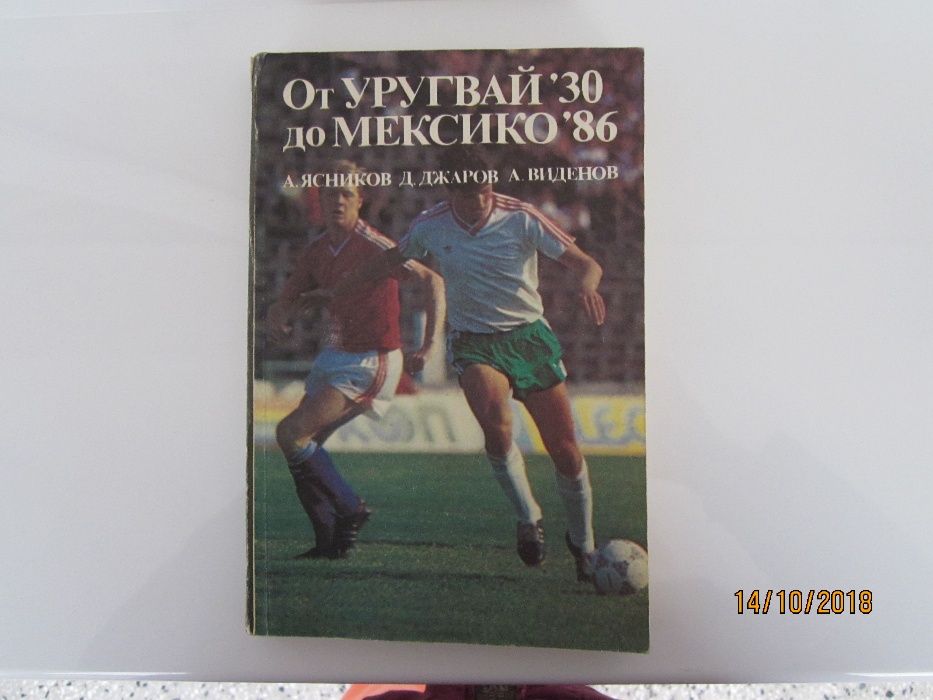 От УРУГВАЙ '30
до МЕКСИКО '86
А. ЯСНИКОВ Д. ДЖАРОВ А. ВИДЕНОВ
14/10/2018